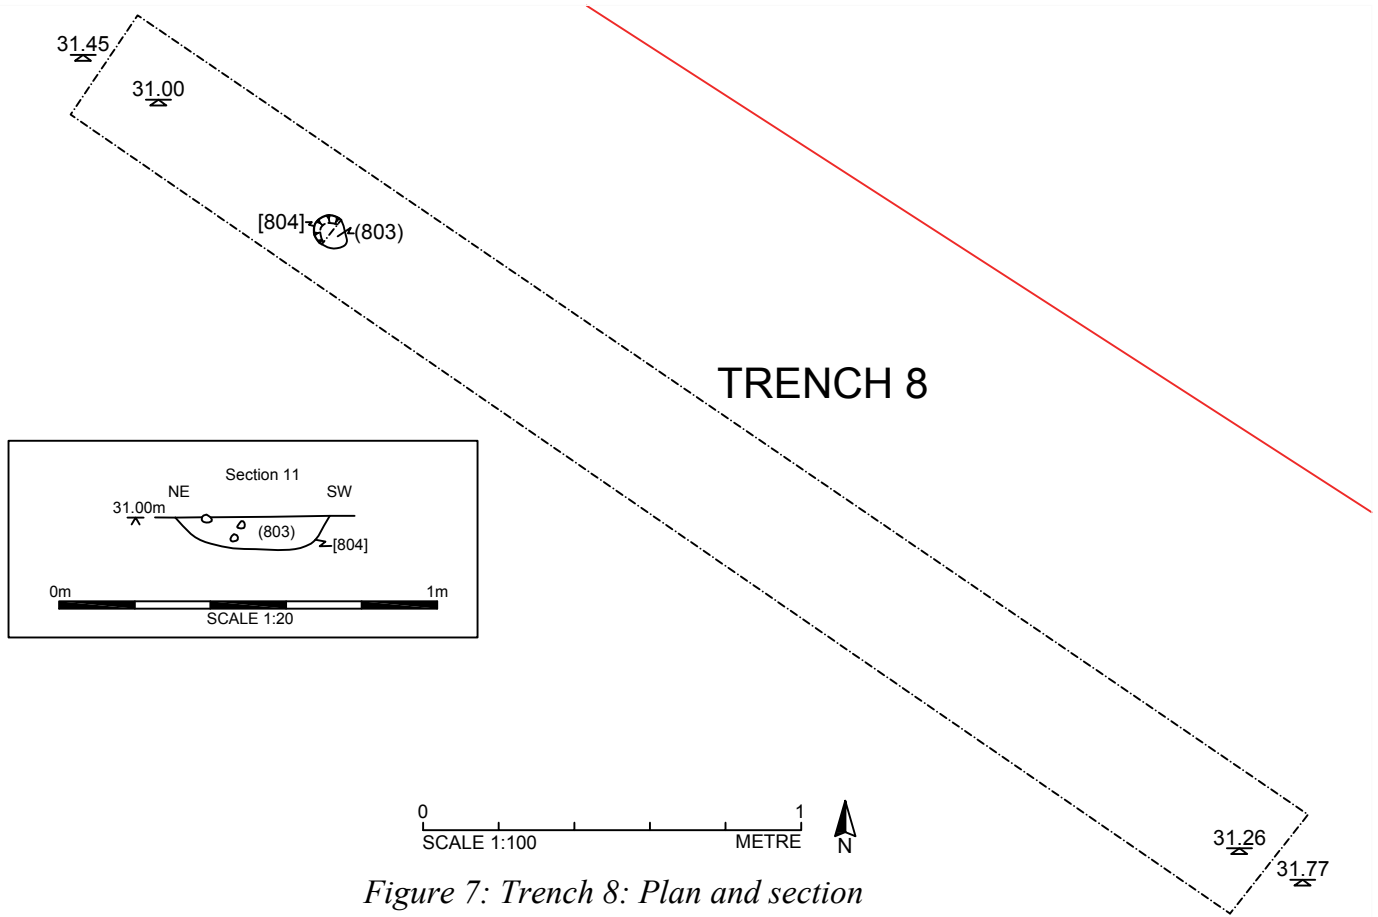 31.45
31.00
[804]
(803)
TRENCH 8
Section 11
NE
SW
31.00m
(803)
[804]
0m
1m
SCALE 1:20
0
1
SCALE 1:100
METRE
N
31.26
31.77
Figure 7: Trench 8: Plan and section